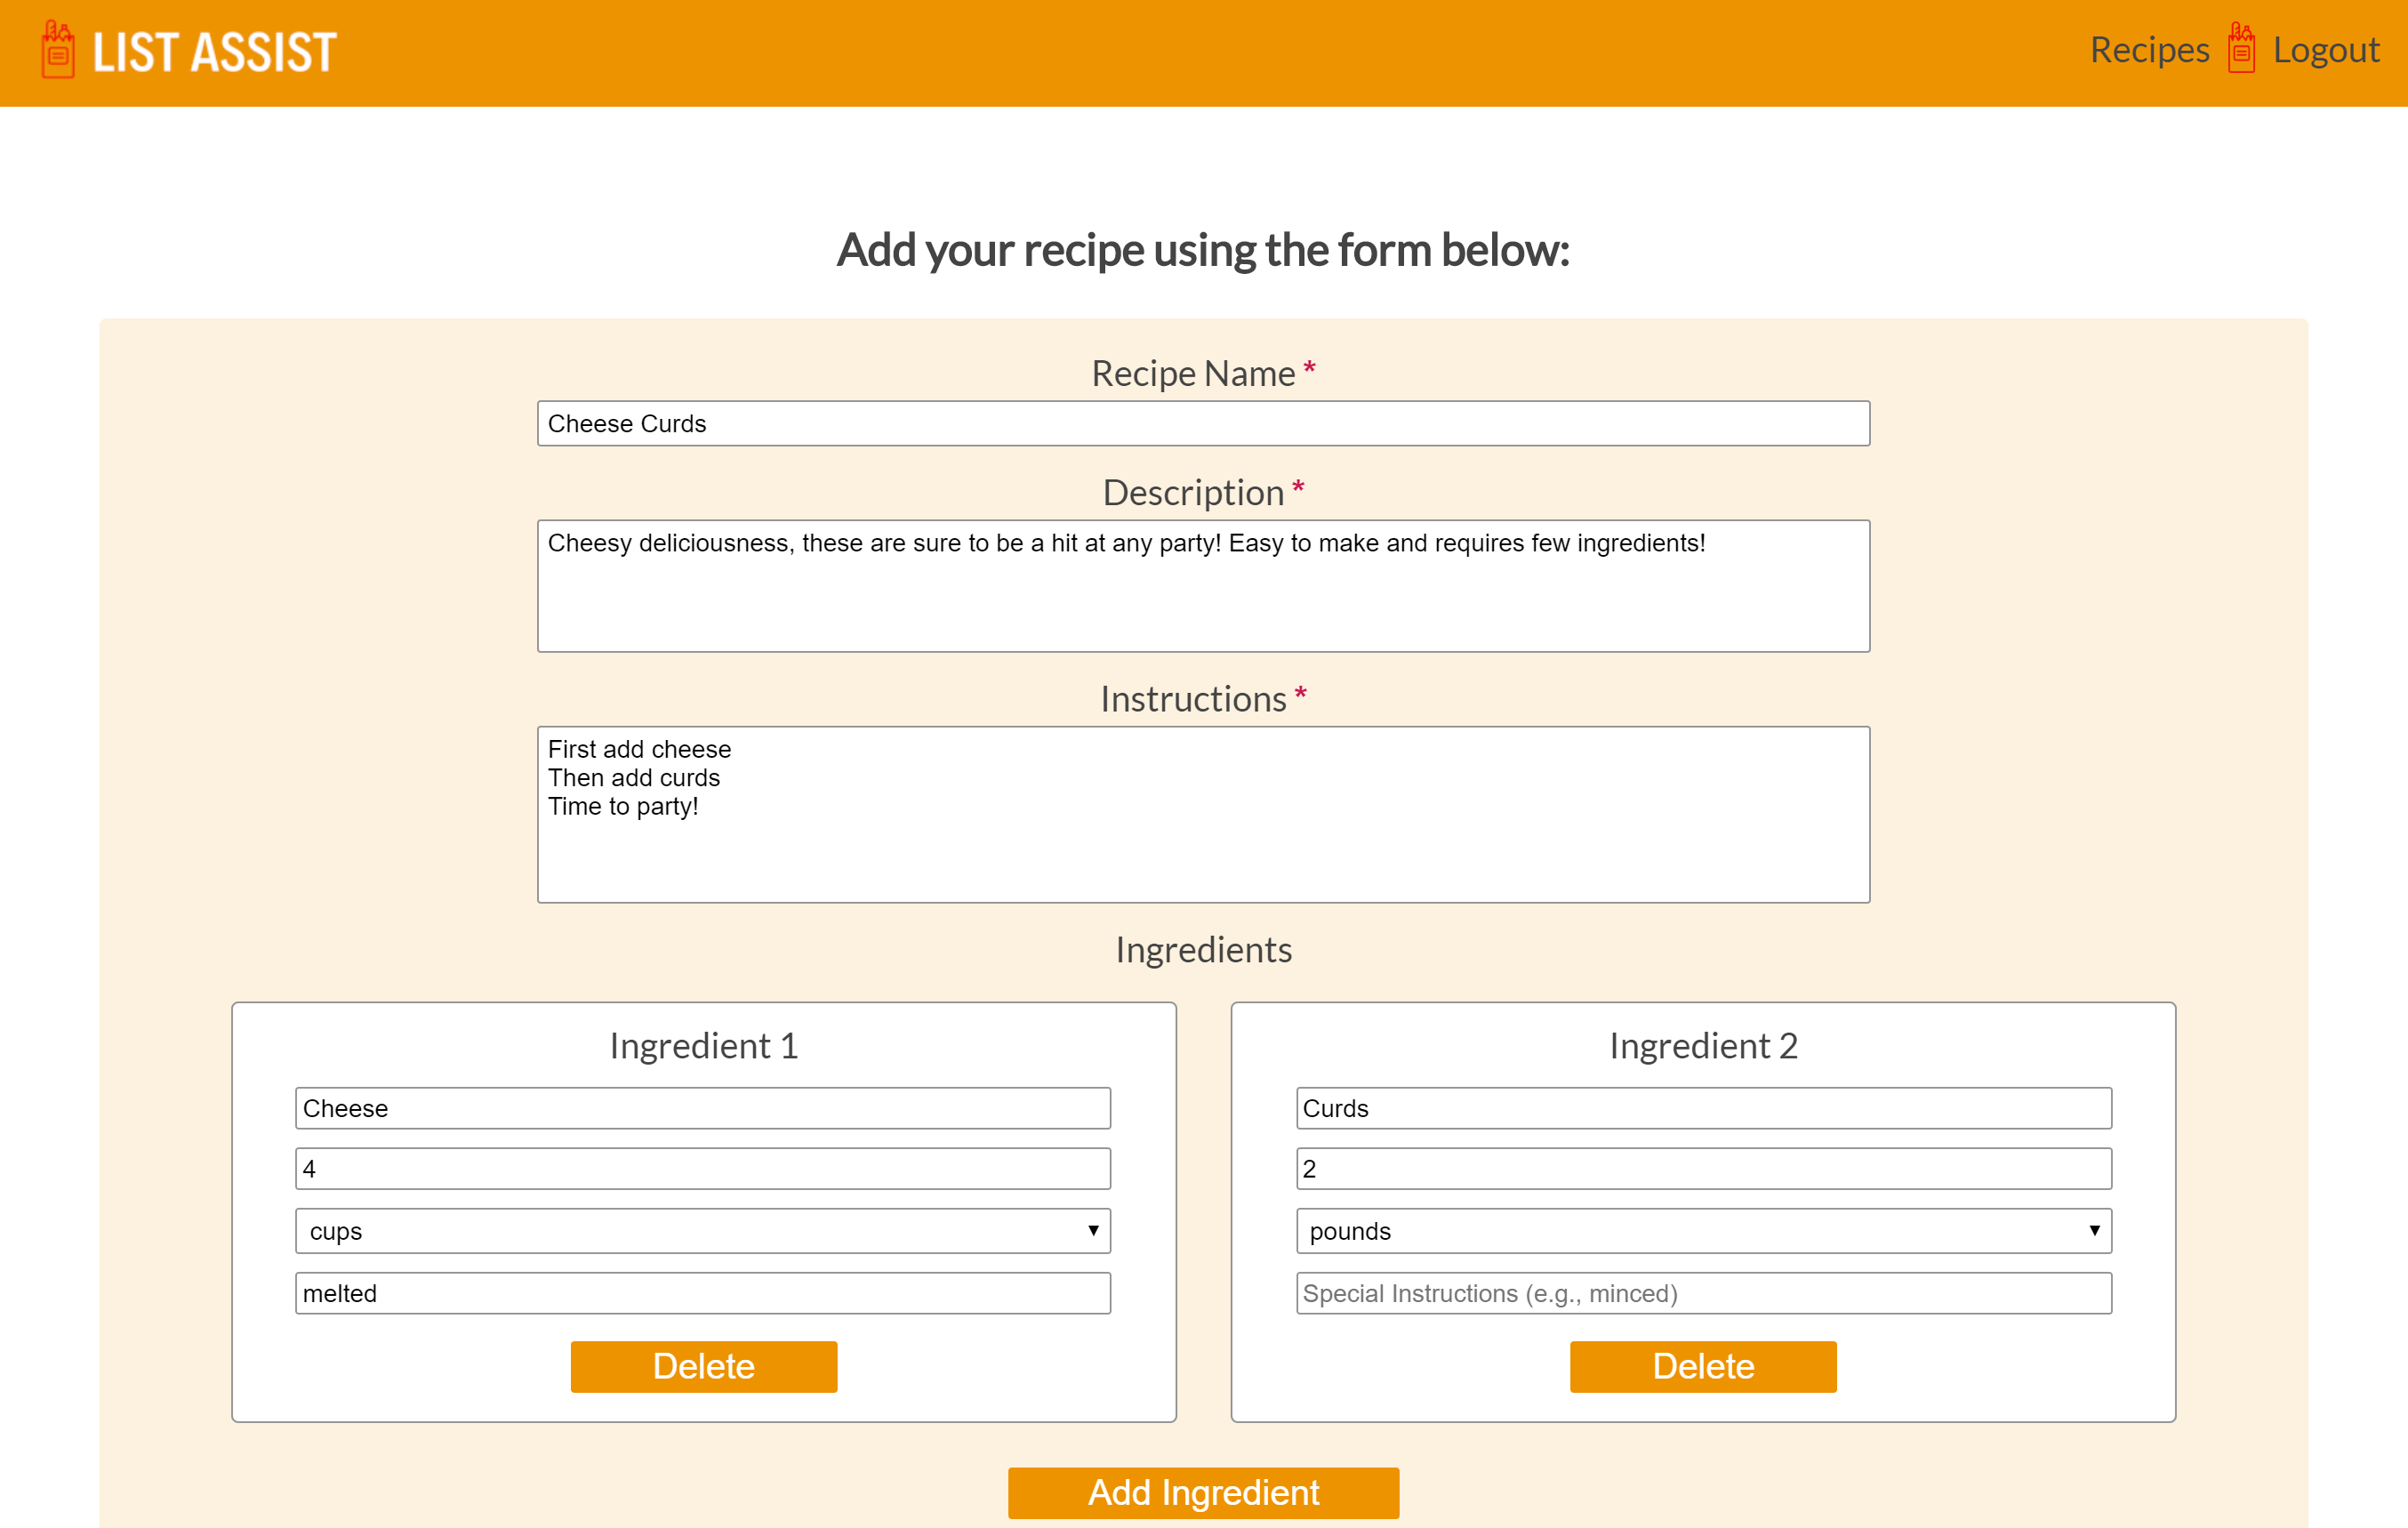 LIST ASSIST
Recipes Logout
Add your recipe using the form below:
Recipe Name *
Cheese Curds
Description *
Cheesy deliciousness, these are sure to be a hit at any party! Easy to make and requires few ingredients!
Instructions *
First add cheese
Then add curds
Time to party!
Ingredients
Ingredient 1
Cheese
4
cups
melted
Delete
Ingredient 2
Curds
2
pounds
Special Instructions (e.g., minced)
Delete
Add Ingredient